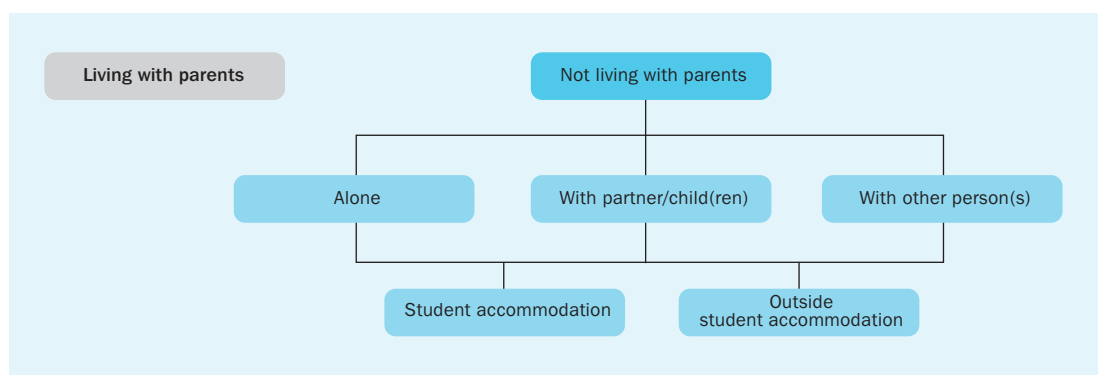 Living with parents
Not living with parents
Alone
With partner/child(ren)
With other person(s)
Student accommodation
Outside
student accommodation